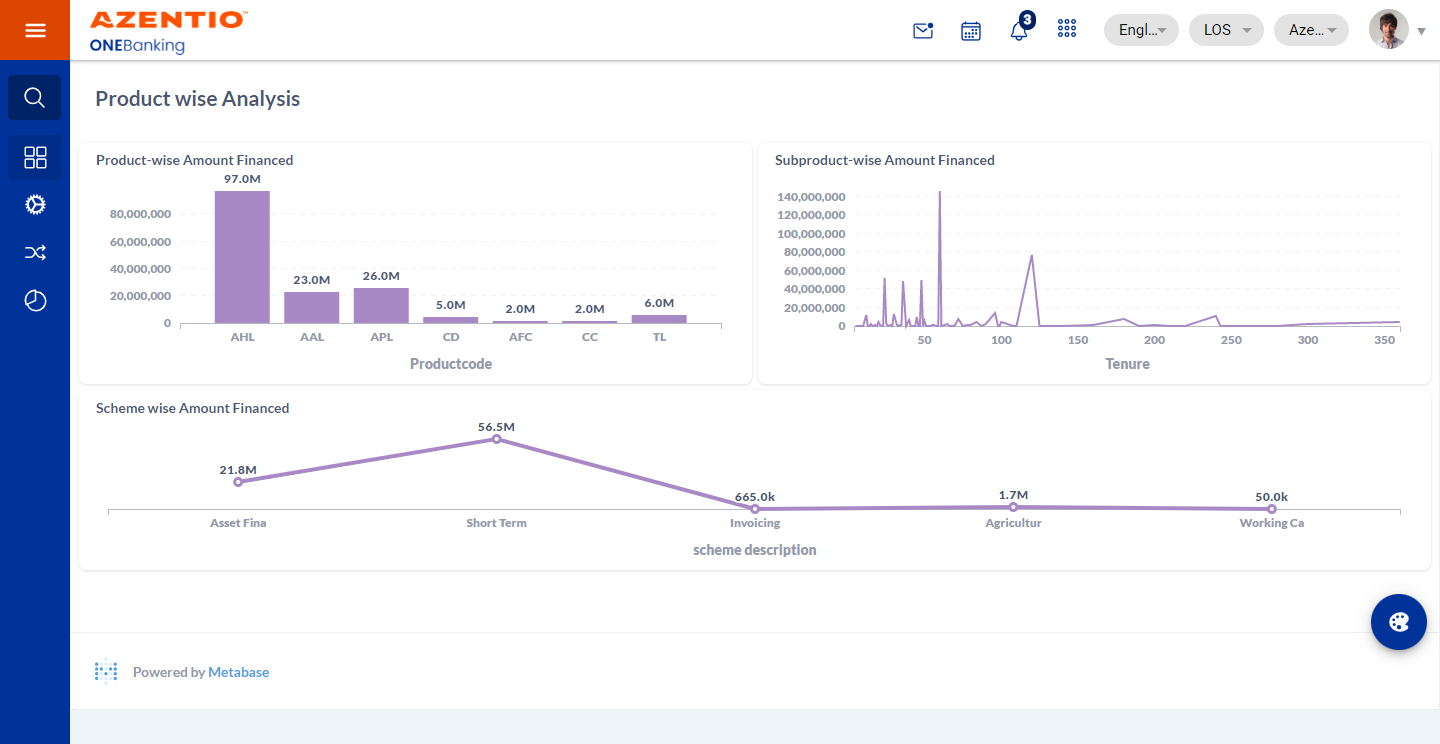 AZENTIO™
ONEBanking
3
Engl...
LOS
Aze...
Product wise Analysis
Product-wise Amount Financed
97.0M
23.0M
26.0M
5.0M
2.0M
2.0M
6.0M
80,000,000
60,000,000
40,000,000
20,000,000
0
AHL AAL APL CD AFC CC TL
Productcode
Subproduct-wise Amount Financed
140,000,000
120,000,000
100,000,000
80,000,000
60,000,000
40,000,000
20,000,000
0
50 100 150 200 250 300 350
Tenure
Scheme wise Amount Financed
21.8M
56.5M
665.0k
1.7M
50.0k
Asset Fina Short Term Invoicing Agricultur Working Ca
scheme description
Powered by Metabase